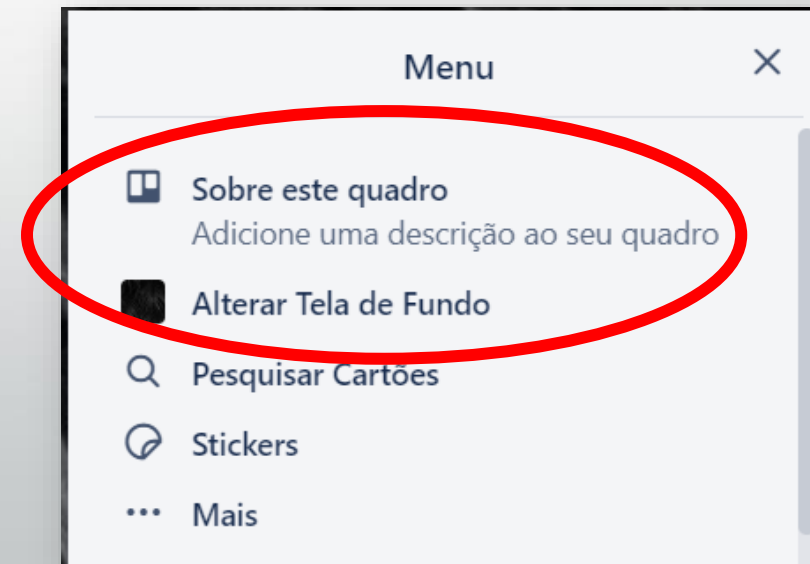 Menu
Sobre este quadro
Adicione uma descrição ao seu quadro
Alterar Tela de Fundo
Pesquisar Cartões
Stickers
Mais